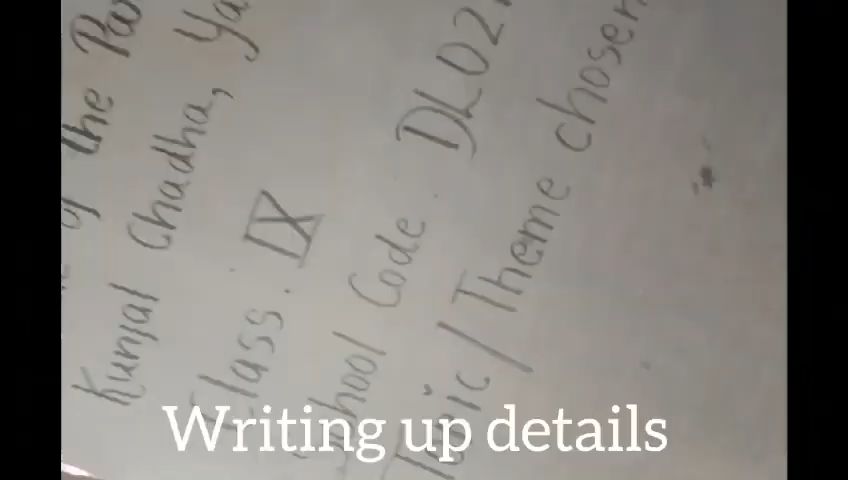 the
Kunjal Chadha,
Class. IX
School Code. DL02
Topic/Theme chosen
Writing up details